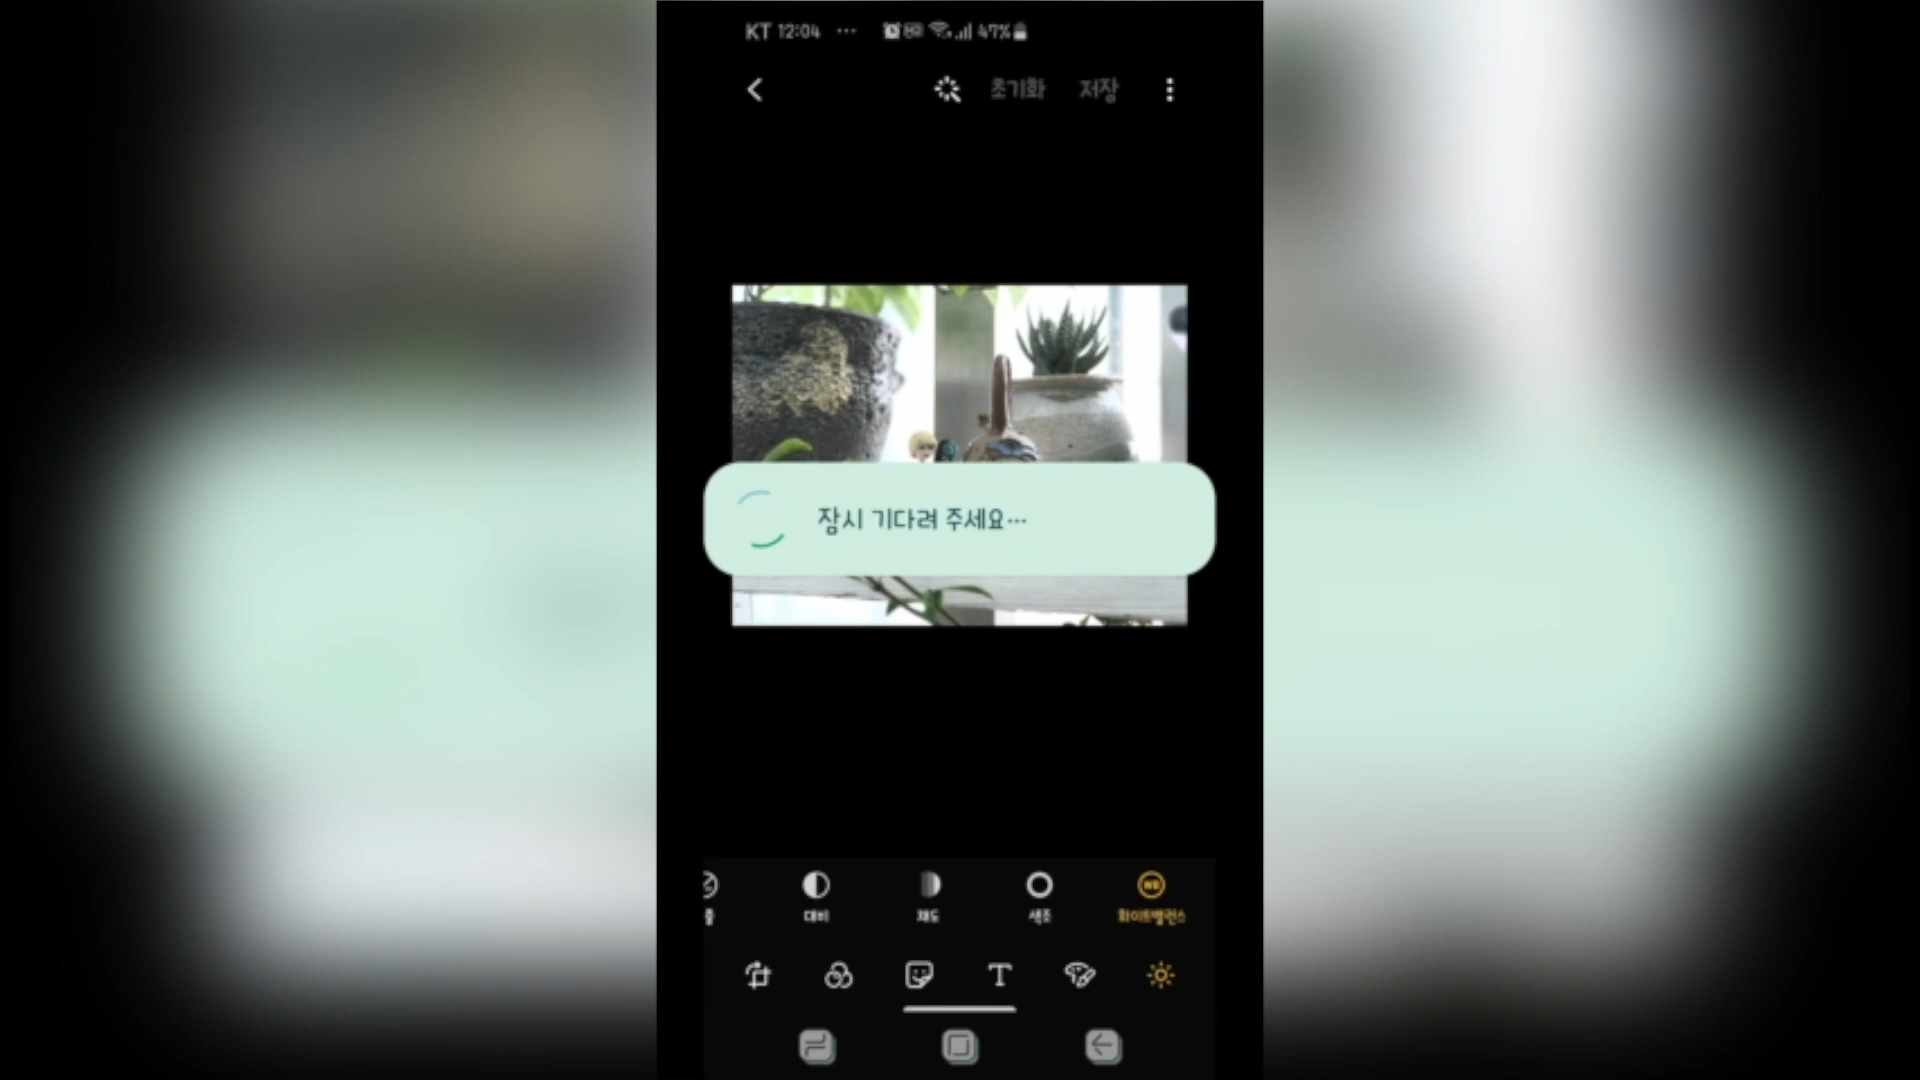 KT 12:04 ··· 47%
초기화 저장
잠시 기다려 주세요···
대비 채도 색조 화이트밸런스
T